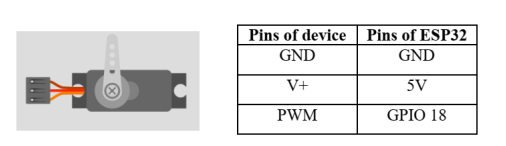 Pins of device Pins of ESP32
GND GND
V+ 5V
PWM GPIO 18